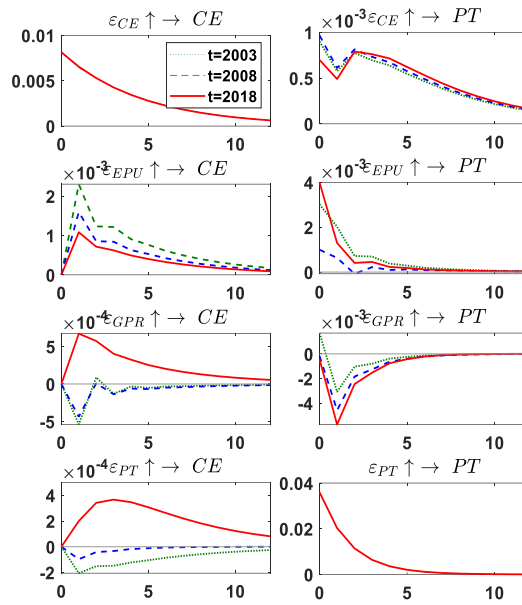 ε_CE ↑→ CE
0.01
0.005
0
0 5 10
t=2003
t=2008
t=2018
×10⁻³ ε_CE ↑→ PT
1
0.5
0
0 5 10
×10⁻³ ε_EPU ↑→ CE
2
1
0
0 5 10
×10⁻³ ε_EPU ↑→ PT
4
2
0
0 5 10
×10⁻⁴ ε_GPR ↑→ CE
5
0
-5
0 5 10
×10⁻³ ε_GPR ↑→ PT
0
-2
-4
0 5 10
×10⁻⁴ ε_PT ↑→ CE
4
2
0
-2
0 5 10
ε_PT ↑→ PT
0.04
0.02
0
0 5 10